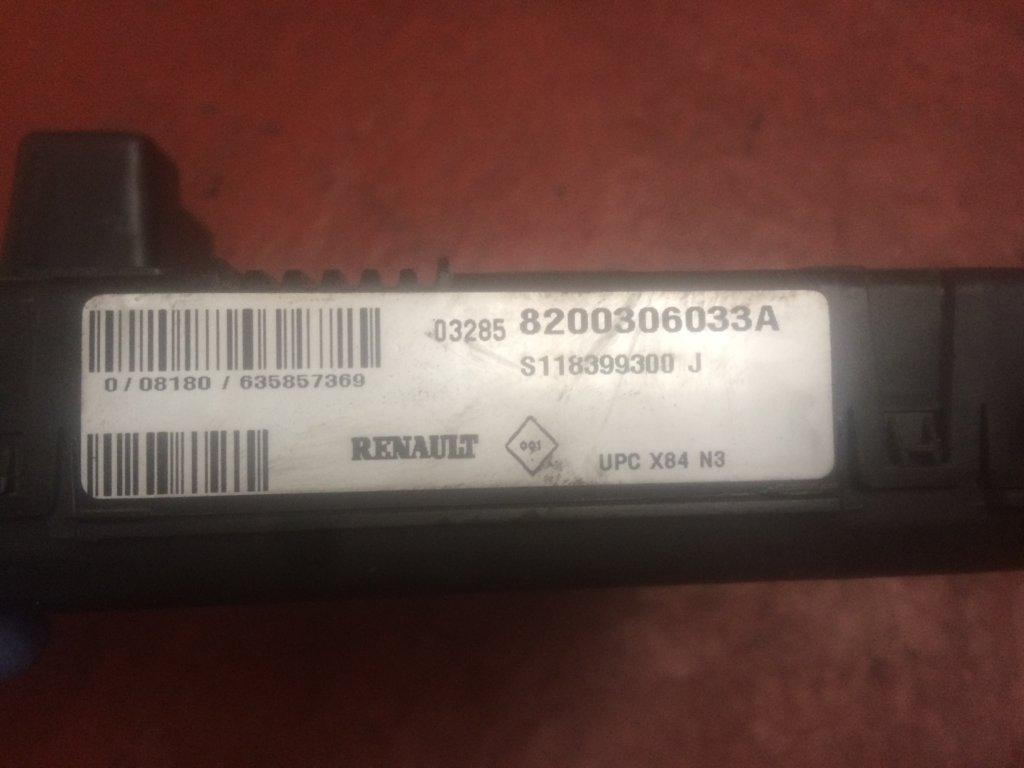 03285 8200306033A
S118399300 J
0/08180/635857369
RENAULT
UPC X84 N3